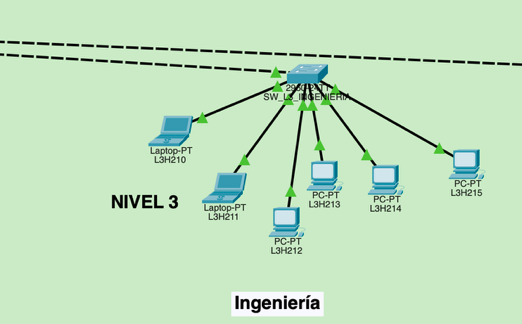 2950-24TT
SW_L3_INGENIERIA
Laptop-PT
L3H210
Laptop-PT
L3H211
PC-PT
L3H212
PC-PT
L3H213
PC-PT
L3H214
PC-PT
L3H215
NIVEL 3
Ingeniería